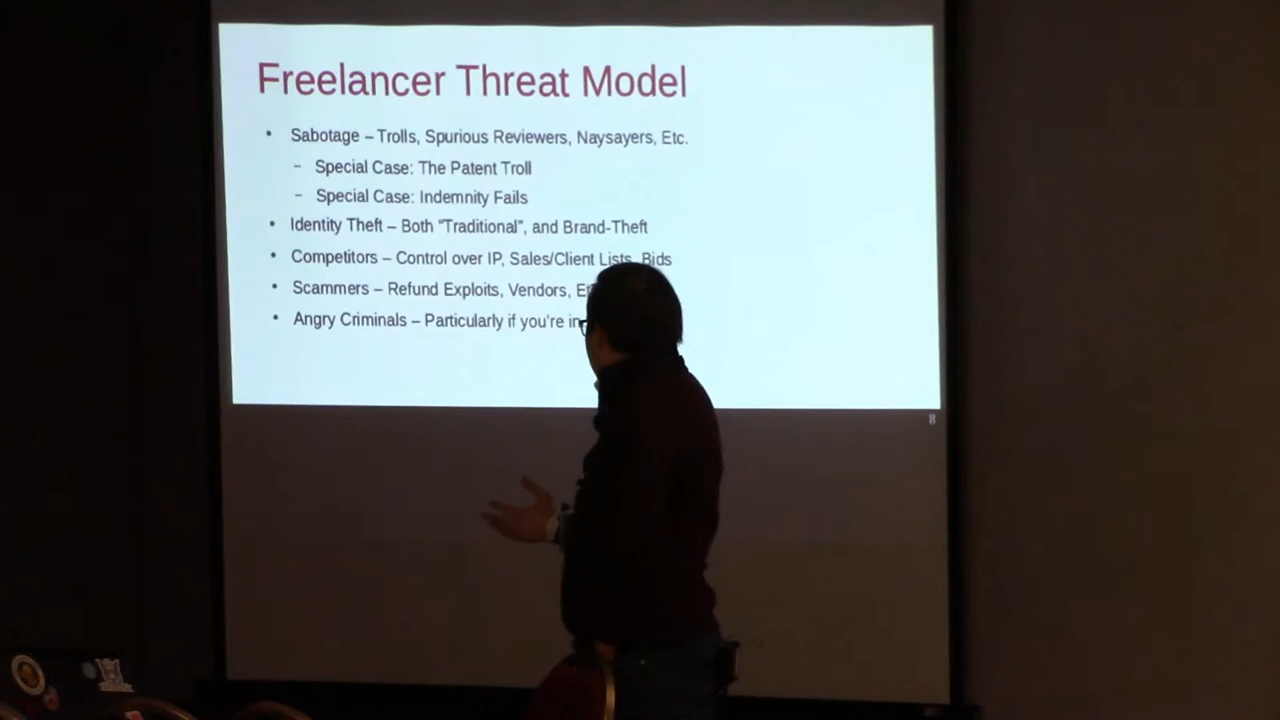 Freelancer Threat Model
• Sabotage – Trolls, Spurious Reviewers, Naysayers, Etc.
– Special Case: The Patent Troll
– Special Case: Indemnity Fails
• Identity Theft – Both "Traditional", and Brand-Theft
• Competitors – Control over IP, Sales/Client Lists, Bids
• Scammers – Refund Exploits, Vendors,
• Angry Criminals – Particularly if you're in
8